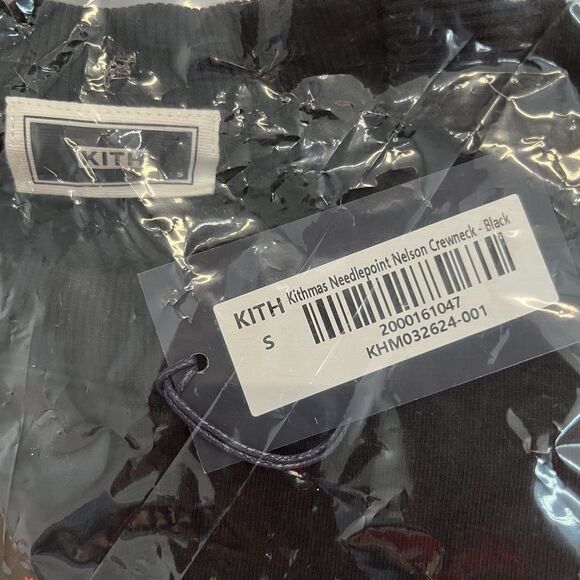 KITH
S
KITH
S
Kithmas Needlepoint Nelson Crewneck - Black
2000161047
KHM032624-001